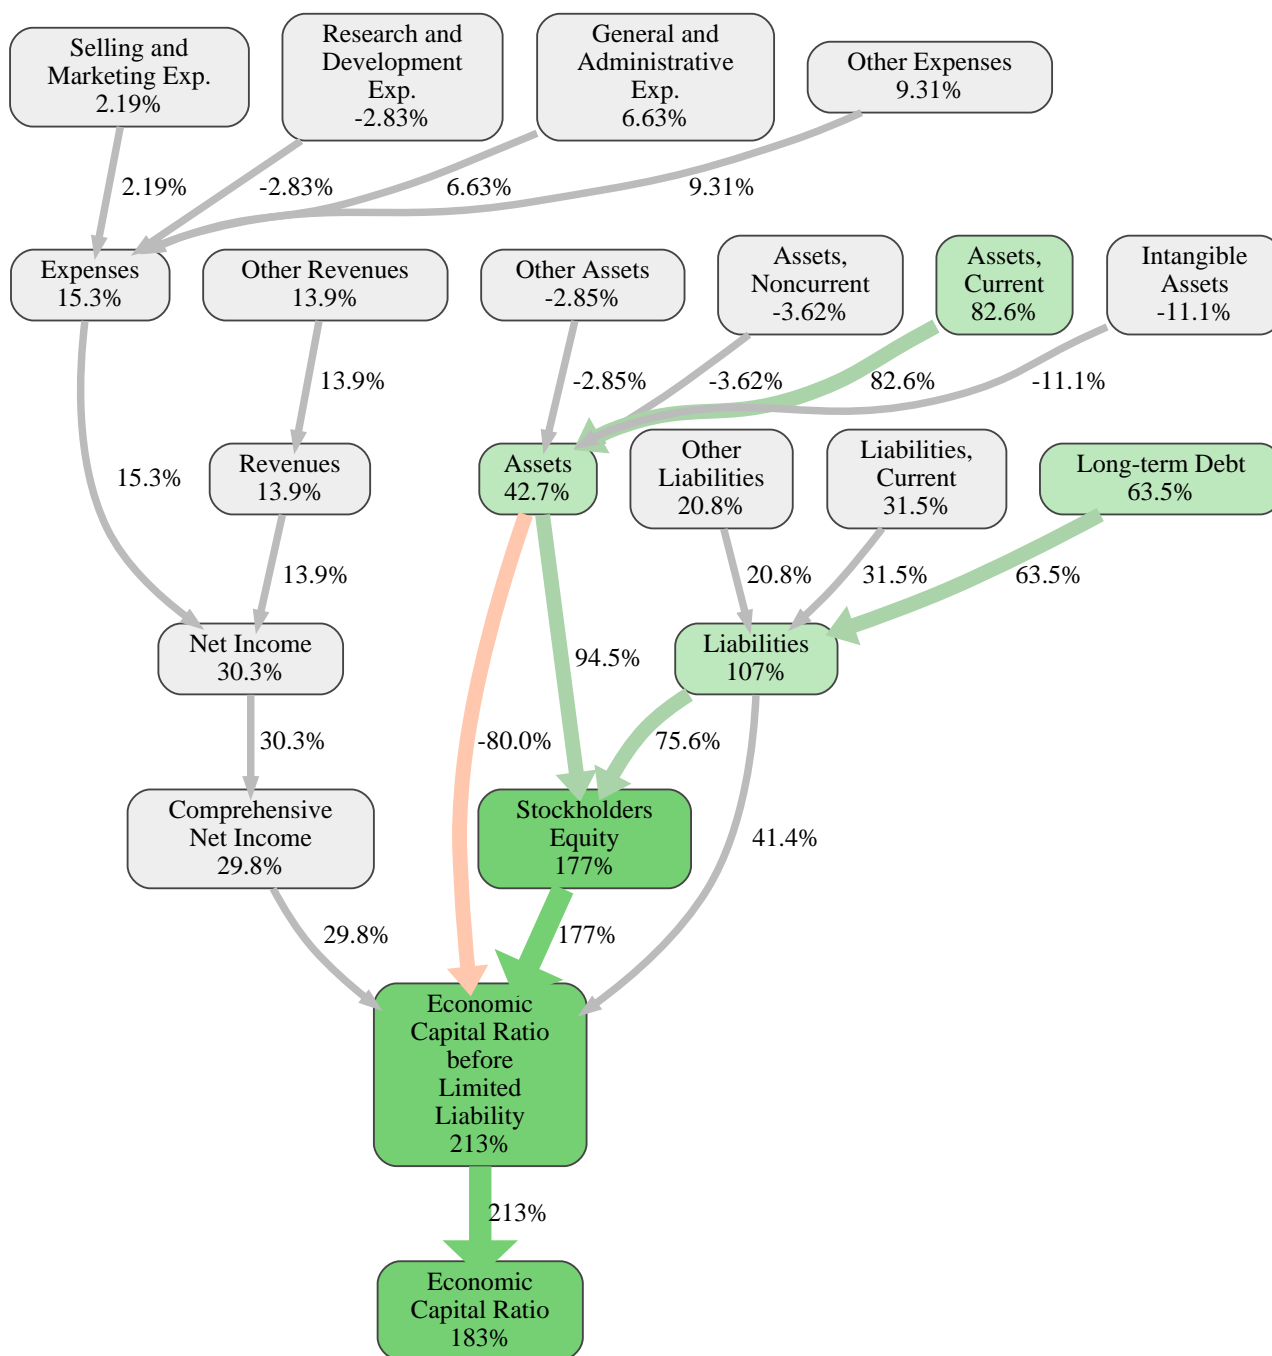 Selling and
Marketing Exp.
2.19%
Research and
Development
Exp.
-2.83%
General and
Administrative
Exp.
6.63%
Other Expenses
9.31%
2.19%
-2.83%
6.63%
9.31%
Expenses
15.3%
Other Revenues
13.9%
Other Assets
-2.85%
Assets,
Noncurrent
-3.62%
Assets,
Current
82.6%
Intangible
Assets
-11.1%
13.9%
-2.85%
-3.62%
82.6%
-11.1%
15.3%
Revenues
13.9%
Assets
42.7%
Other
Liabilities
20.8%
Liabilities,
Current
31.5%
Long-term Debt
63.5%
13.9%
20.8%
31.5%
63.5%
Net Income
30.3%
94.5%
Liabilities
107%
30.3%
-80.0%
75.6%
Comprehensive
Net Income
29.8%
Stockholders
Equity
177%
41.4%
29.8%
177%
Economic
Capital Ratio
before
Limited
Liability
213%
213%
Economic
Capital Ratio
183%